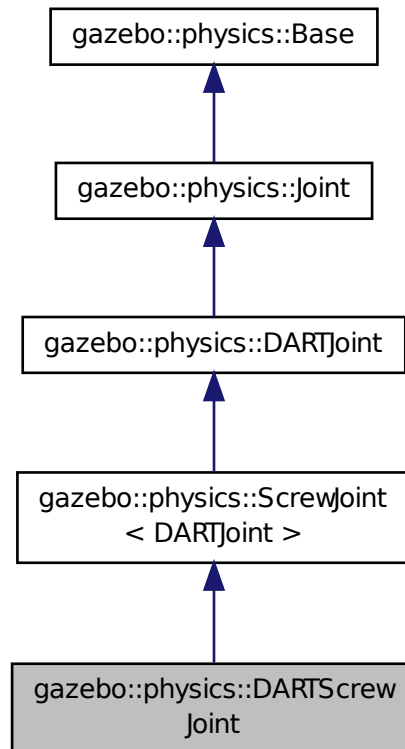 gazebo::physics::Base
gazebo::physics::Joint
gazebo::physics::DARTJoint
gazebo::physics::ScrewJoint
< DARTJoint >
gazebo::physics::DARTScrew
Joint